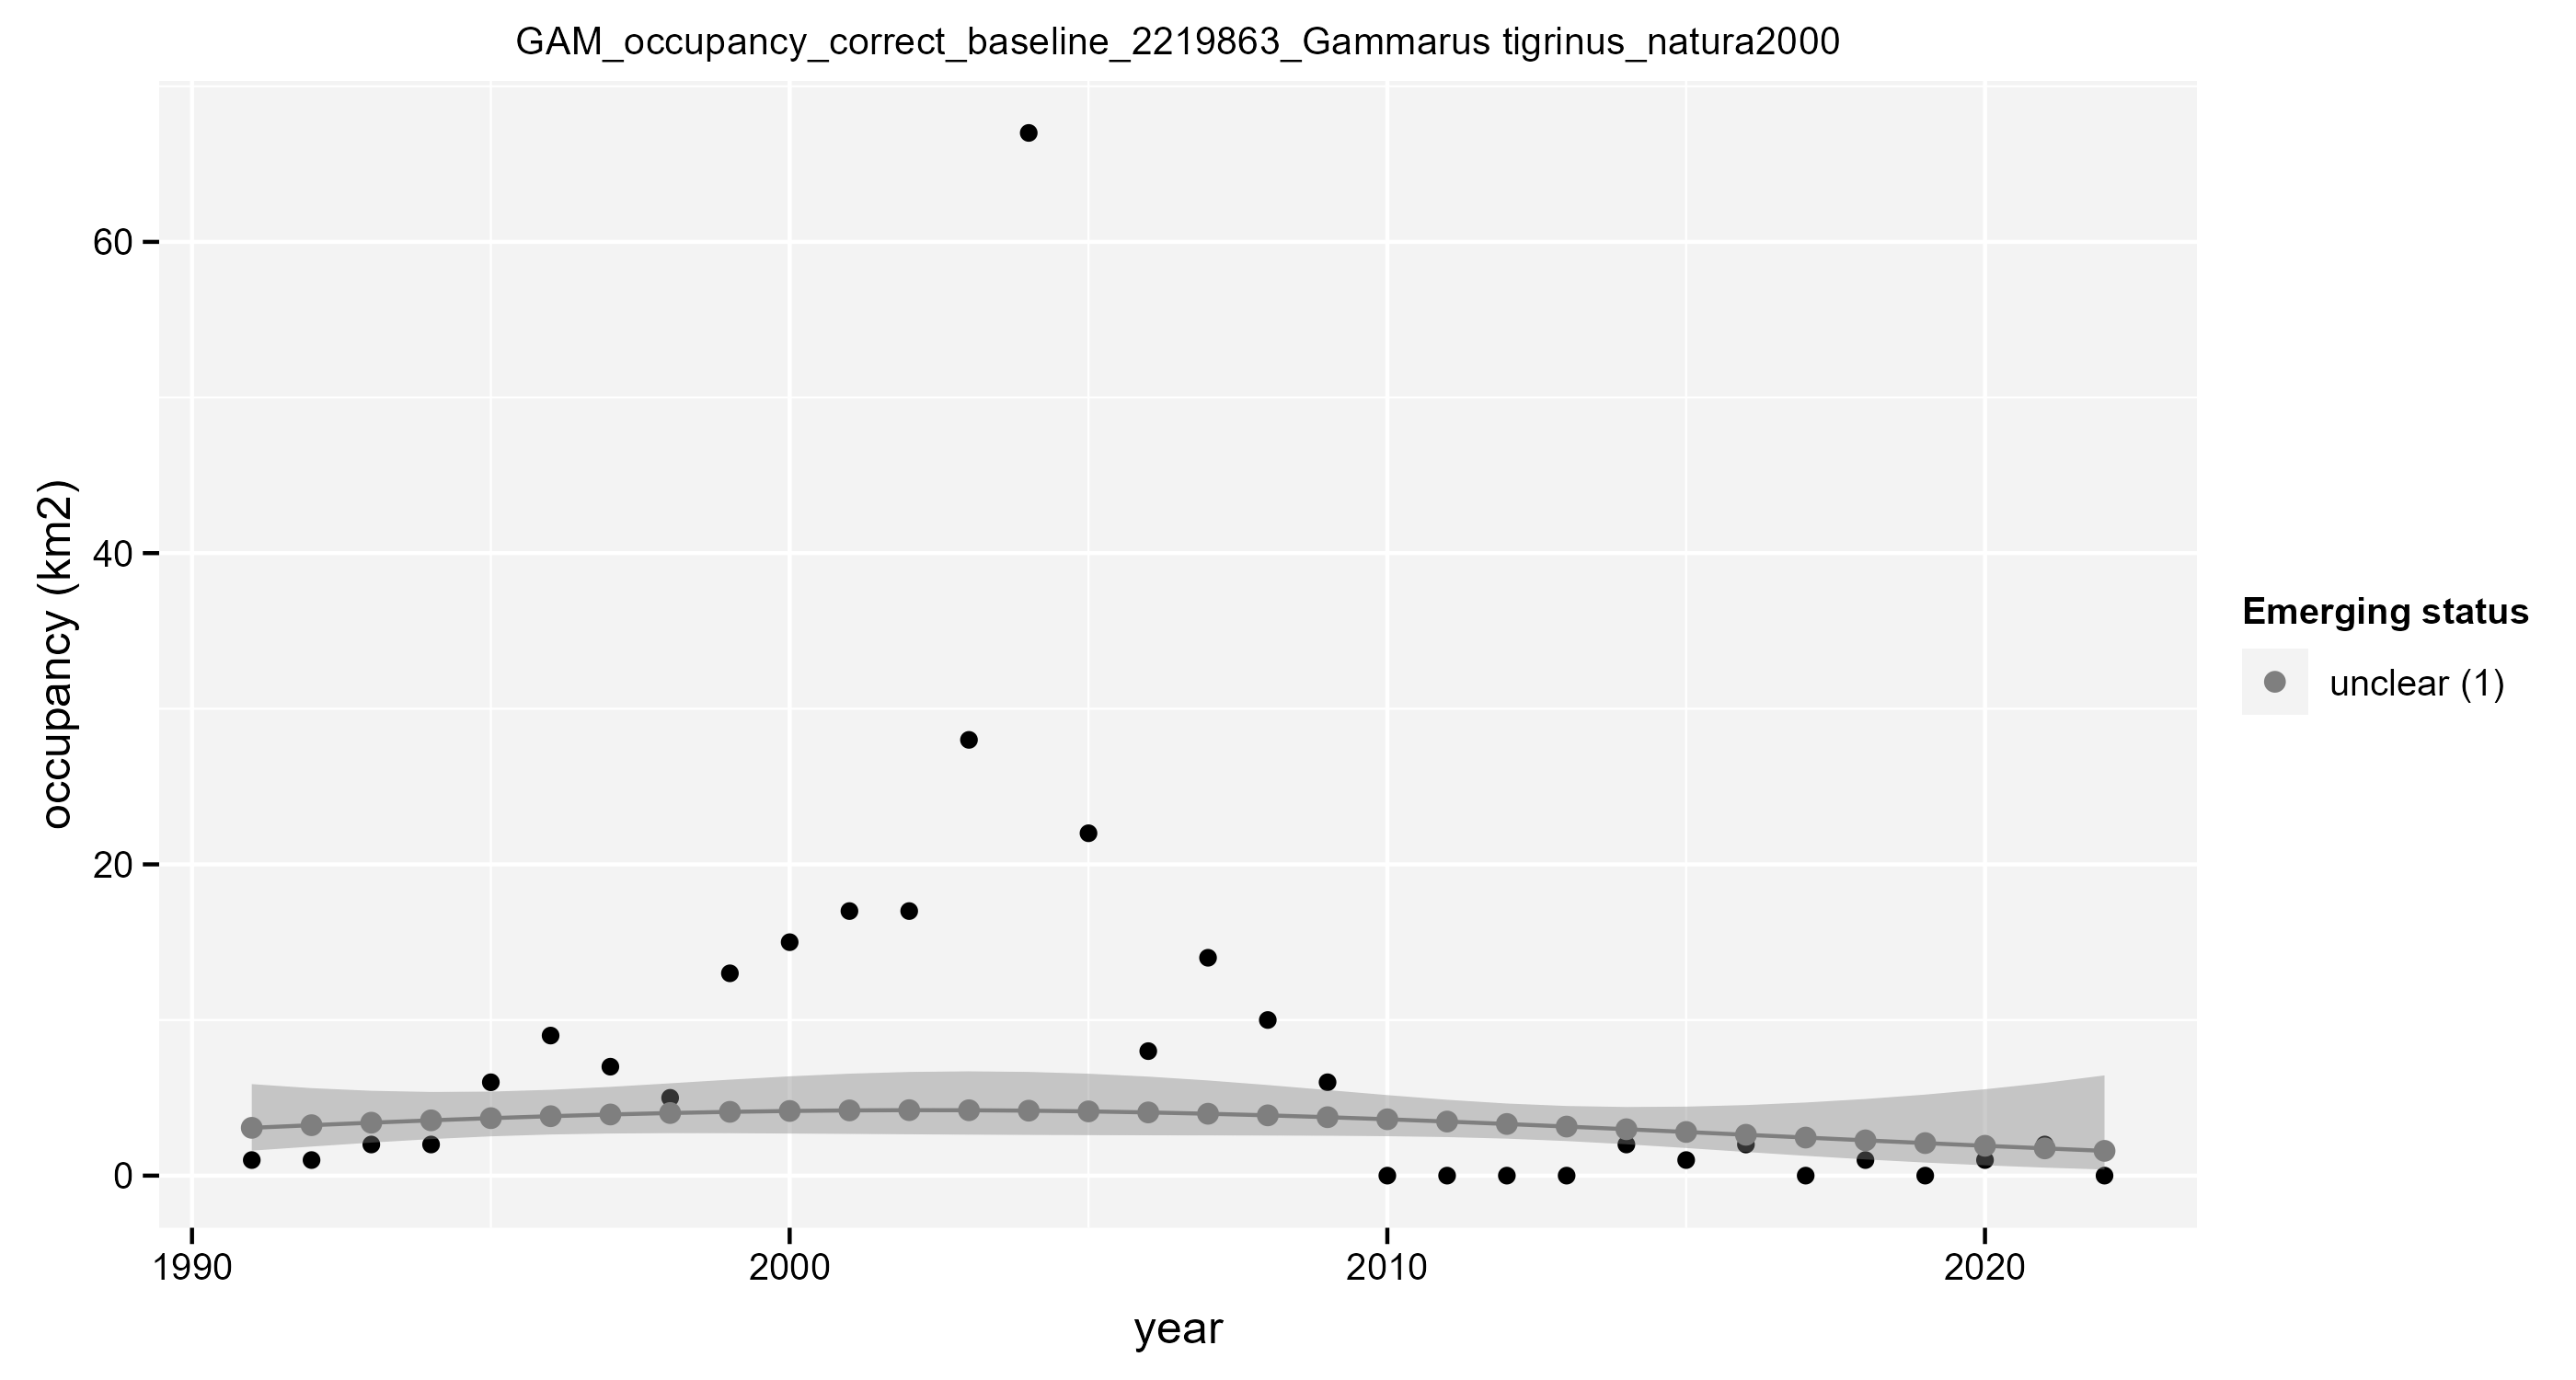 GAM_occupancy_correct_baseline_2219863_Gammarus tigrinus_natura2000
occupancy (km2)
60
40
20
0
1990
2000
2010
2020
year
Emerging status
unclear (1)